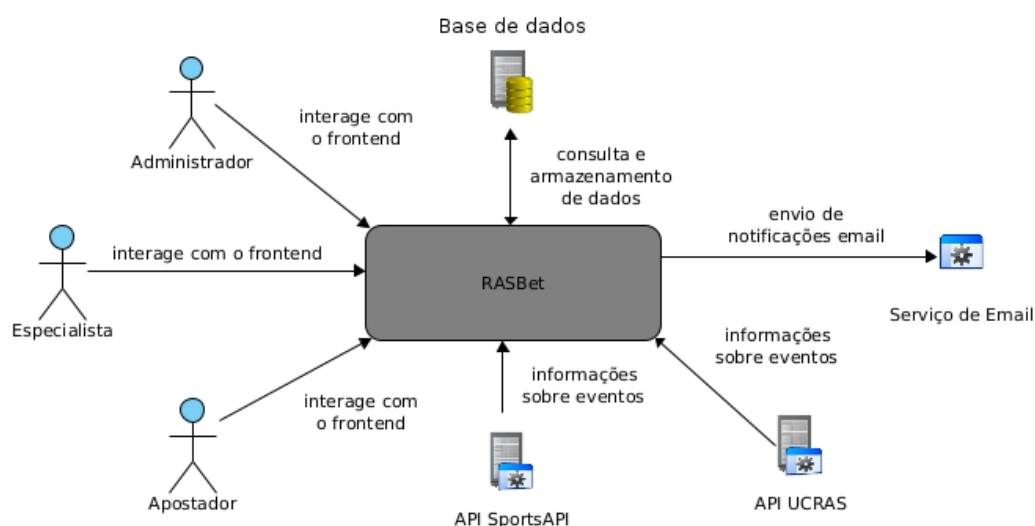 Base de dados
interage com
o frontend
Administrador
consulta e
armazenamento
de dados
envio de
notificações email
interage com o frontend
RASBet
Especialista
Serviço de Email
informações
sobre eventos
informações
sobre eventos
interage com
o frontend
Apostador
API SportsAPI
API UCRAS